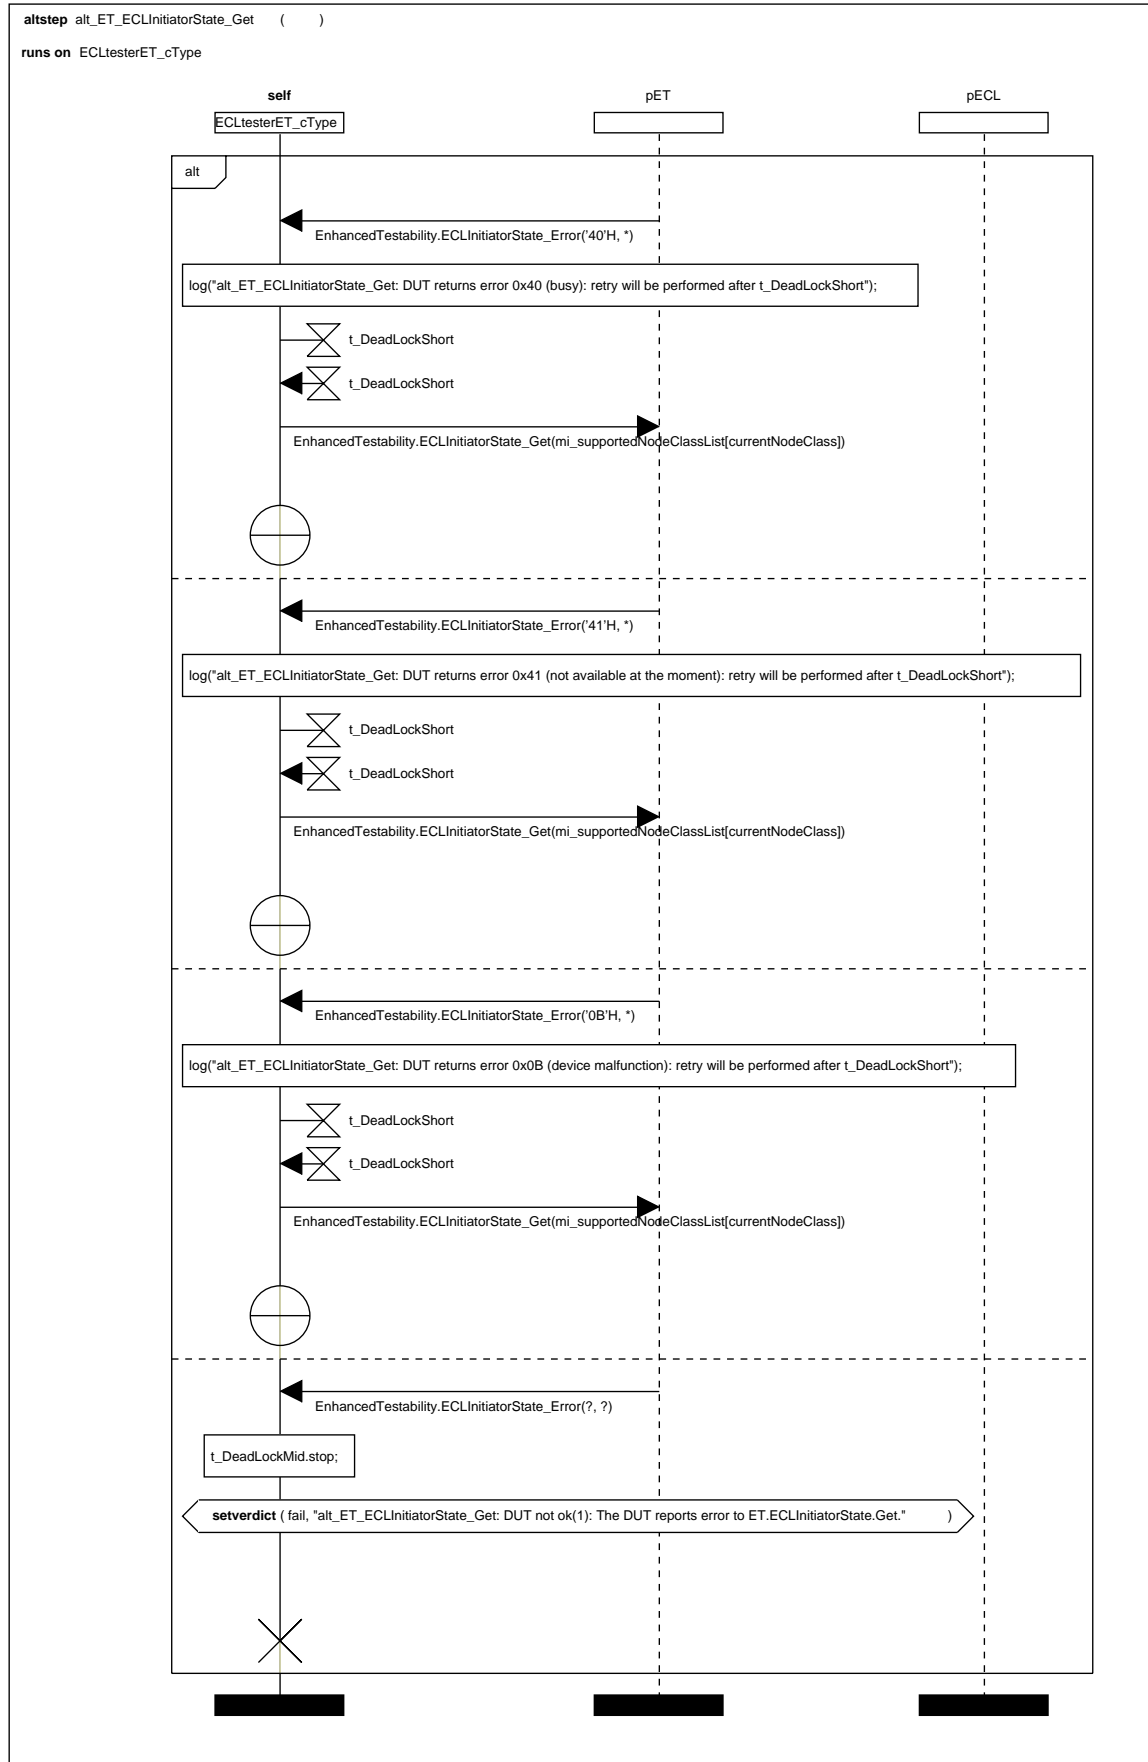 altstep alt_ET_ECLInitiatorState_Get ( )
runs on ECLtesterET_cType
self pET pECL
ECLtesterET_cType
alt
EnhancedTestability.ECLInitiatorState_Error('40'H, *)
log("alt_ET_ECLInitiatorState_Get: DUT returns error 0x40 (busy): retry will be performed after t_DeadLockShort");
t_DeadLockShort
t_DeadLockShort
EnhancedTestability.ECLInitiatorState_Get(mi_supportedNodeClassList[currentNodeClass])
EnhancedTestability.ECLInitiatorState_Error('41'H, *)
log("alt_ET_ECLInitiatorState_Get: DUT returns error 0x41 (not available at the moment): retry will be performed after t_DeadLockShort");
t_DeadLockShort
t_DeadLockShort
EnhancedTestability.ECLInitiatorState_Get(mi_supportedNodeClassList[currentNodeClass])
EnhancedTestability.ECLInitiatorState_Error('0B'H, *)
log("alt_ET_ECLInitiatorState_Get: DUT returns error 0x0B (device malfunction): retry will be performed after t_DeadLockShort");
t_DeadLockShort
t_DeadLockShort
EnhancedTestability.ECLInitiatorState_Get(mi_supportedNodeClassList[currentNodeClass])
EnhancedTestability.ECLInitiatorState_Error(?, ?)
t_DeadLockMid.stop;
setverdict ( fail, "alt_ET_ECLInitiatorState_Get: DUT not ok(1): The DUT reports error to ET.ECLInitiatorState.Get." )